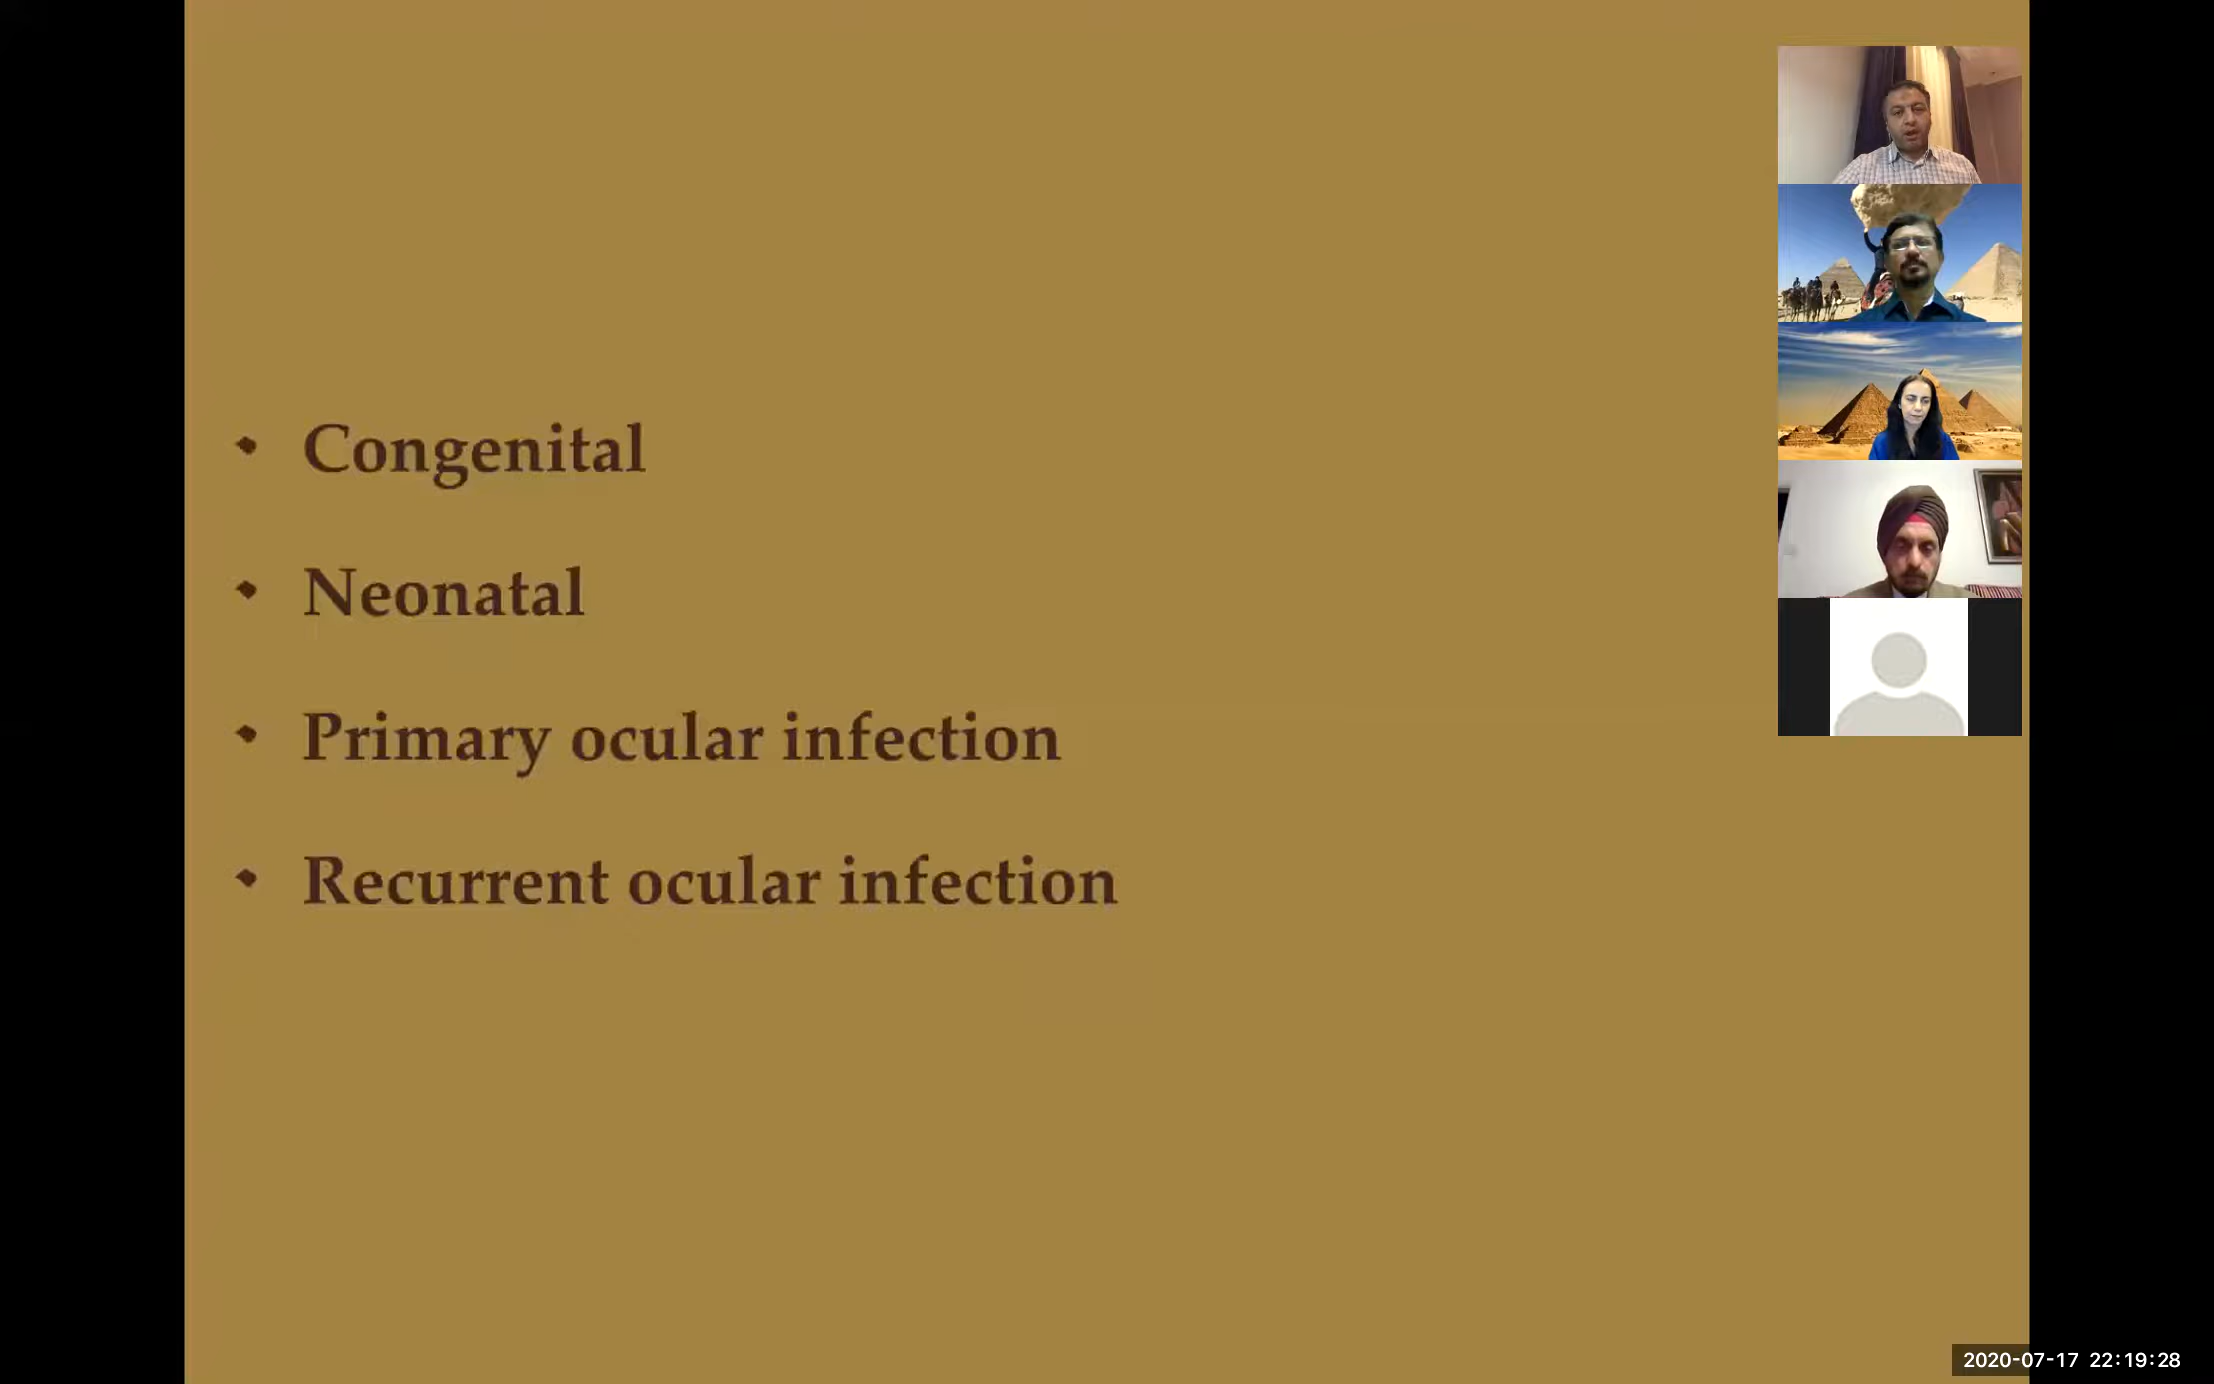 • Congenital
• Neonatal
• Primary ocular infection
• Recurrent ocular infection
2020-07-17 22:19:28